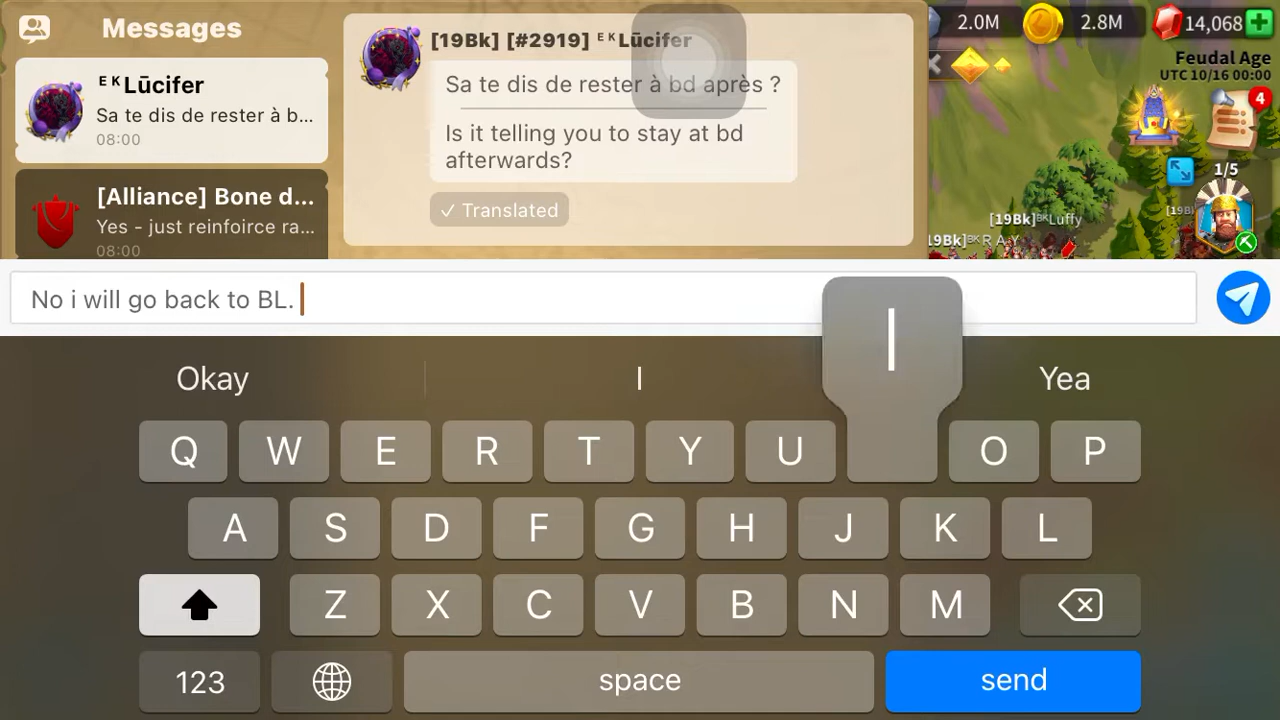 Messages
ᴱᴷLūcifer
Sa te dis de rester à b...
08:00
[Alliance] Bone d...
Yes - just reinfoirce ra...
08:00
[19Bk] [#2919] ᴱᴷLūcifer
Sa te dis de rester à bd après ?
Is it telling you to stay at bd
afterwards?
✓ Translated
2.0M
2.8M
14,068
Feudal Age
UTC 10/16 00:00
4
1/5
[19Bk]ᴮᴷLuffy
[19B
19Bk]ᴮᴷR A Y
No i will go back to BL.
I
Okay
I
Yea
Q W E R T Y U O P
A S D F G H J K L
Z X C V B N M
123
space
send